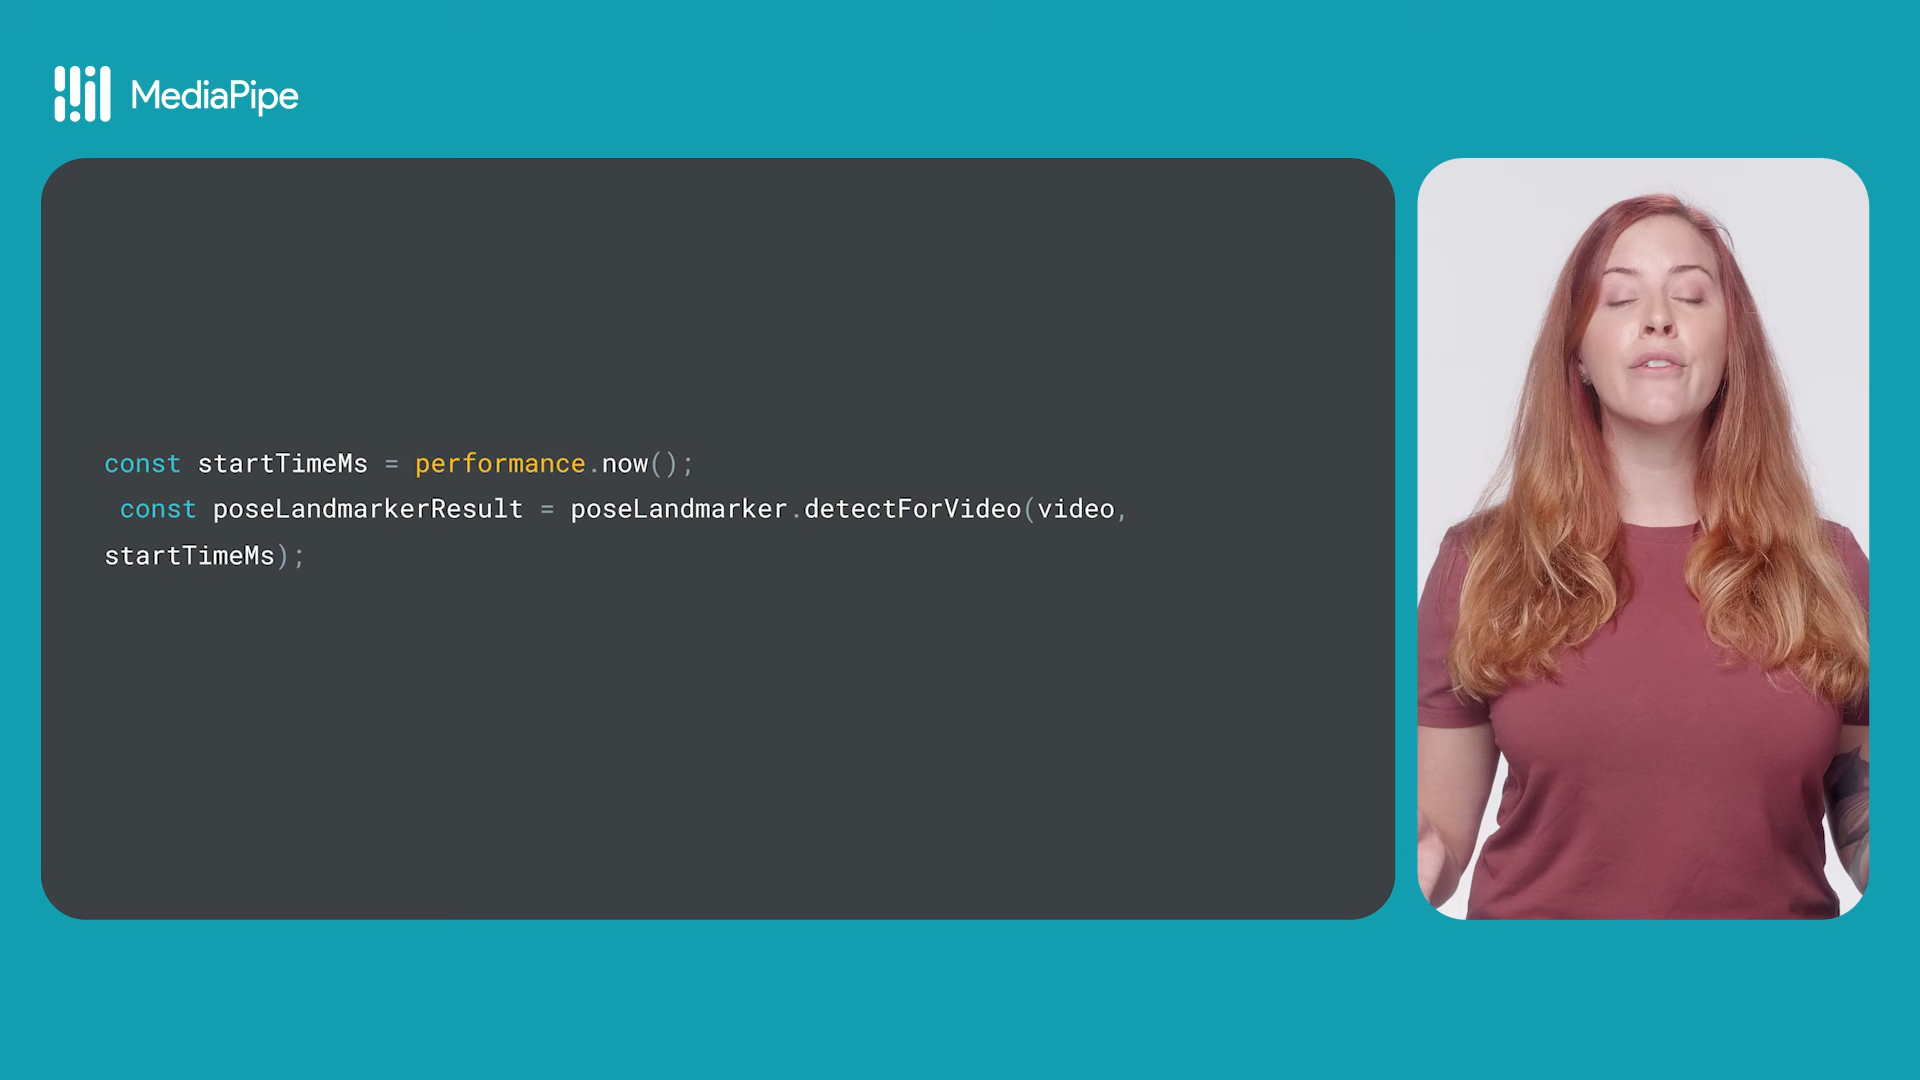 MediaPipe
const startTimeMs = performance.now();
const poseLandmarkerResult = poseLandmarker.detectForVideo(video,
startTimeMs);